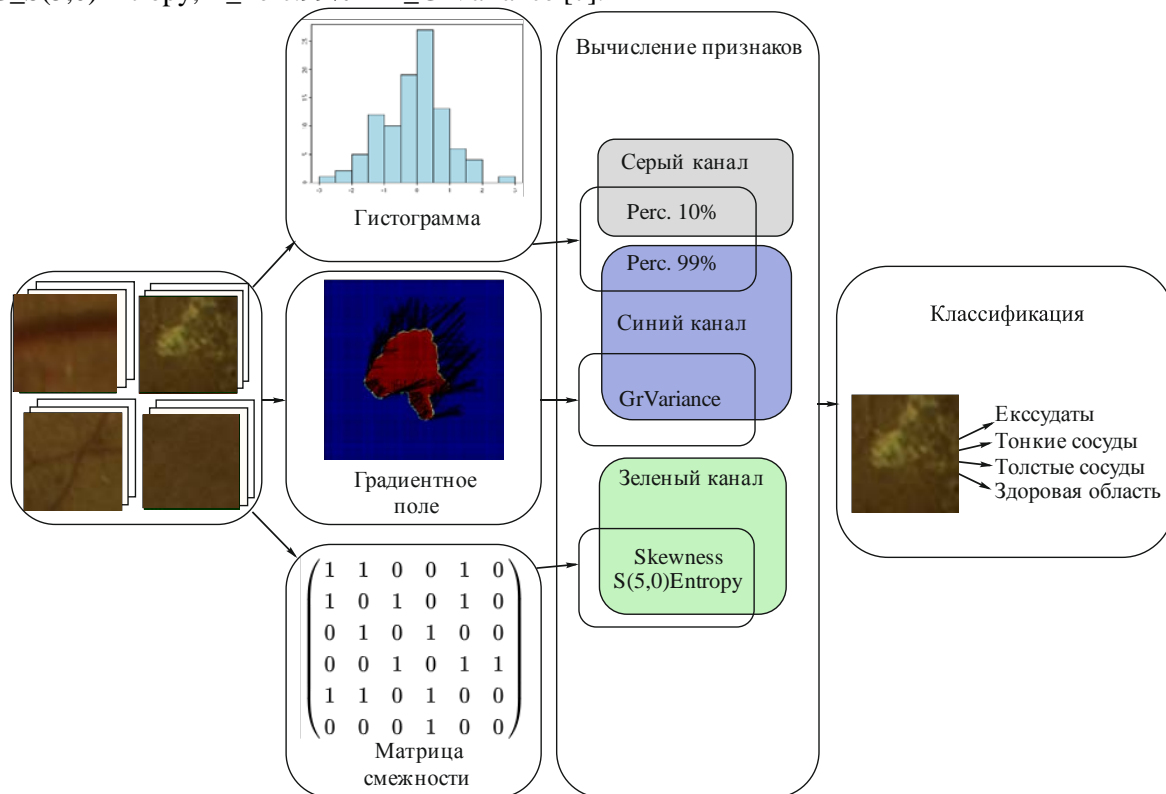 Вычисление признаков
Серый канал
Perc. 10%
Гистограмма
Perc. 99%
Синий канал
GrVariance
Градиентное
поле
Зеленый канал
Skewness
S(5,0)Entropy
1 1 0 0 1 0
1 0 1 0 1 0
0 1 0 1 0 0
0 0 1 0 1 1
1 1 0 1 0 0
0 0 0 1 0 0
Матрица
смежности
Классификация
Ексcудаты
Тонкие сосуды
Толстые сосуды
Здоровая область